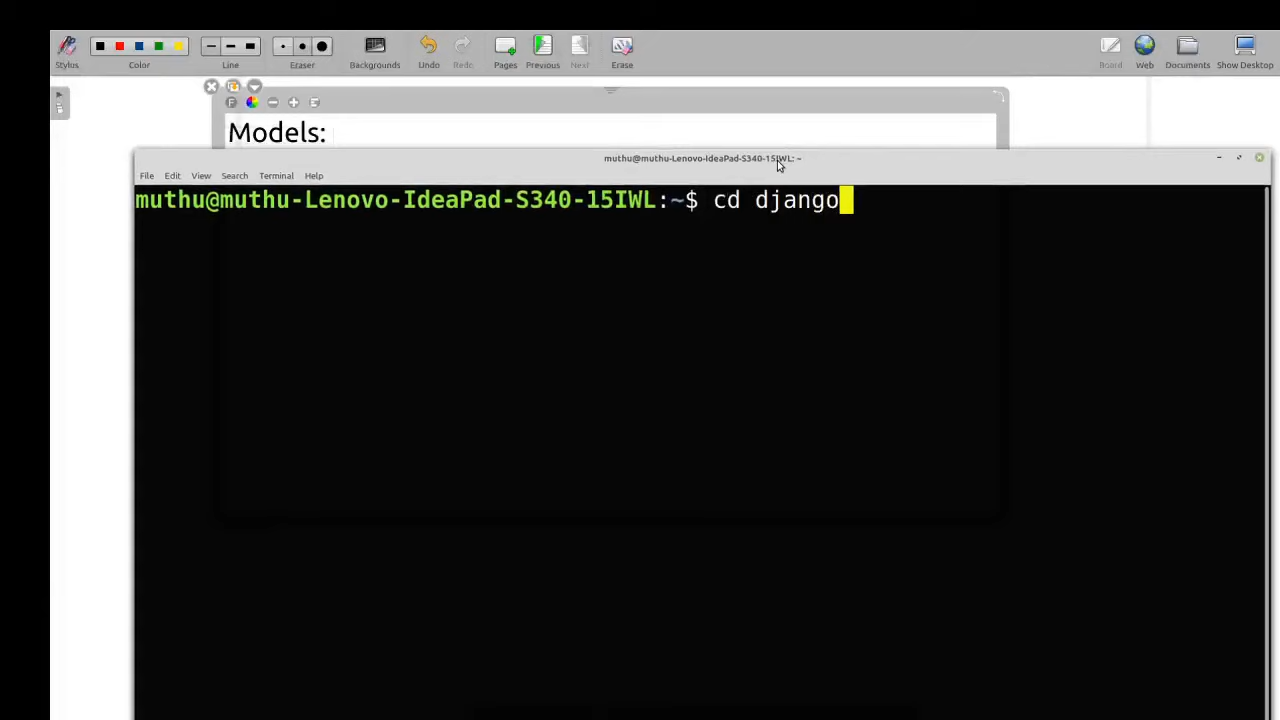 Stylus Color Line Eraser Backgrounds Undo Redo Pages Previous Next Erase Board Web Documents Show Desktop
Models:
muthu@muthu-Lenovo-IdeaPad-S340-15IWL: ~
File Edit View Search Terminal Help
muthu@muthu-Lenovo-IdeaPad-S340-15IWL:~$ cd django